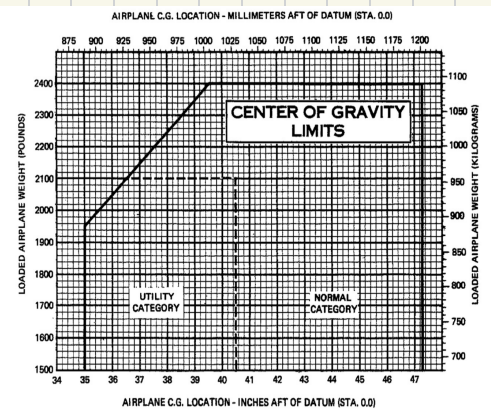 AIRPLANE C.G. LOCATION - MILLIMETERS AFT OF DATUM (STA. 0.0)
875 900 925 950 975 1000 1025 1050 1075 1100 1125 1150 1175 1200
CENTER OF GRAVITY
LIMITS
LOADED AIRPLANE WEIGHT (POUNDS)
2400
2300
2200
2100
2000
1900
1800
1700
1600
1500
UTILITY
CATEGORY
NORMAL
CATEGORY
1100
1050
1000
950
900
850
800
750
700
LOADED AIRPLANE WEIGHT (KILOGRAMS)
34 35 36 37 38 39 40 41 42 43 44 45 46 47
AIRPLANE C.G. LOCATION - INCHES AFT OF DATUM (STA. 0.0)